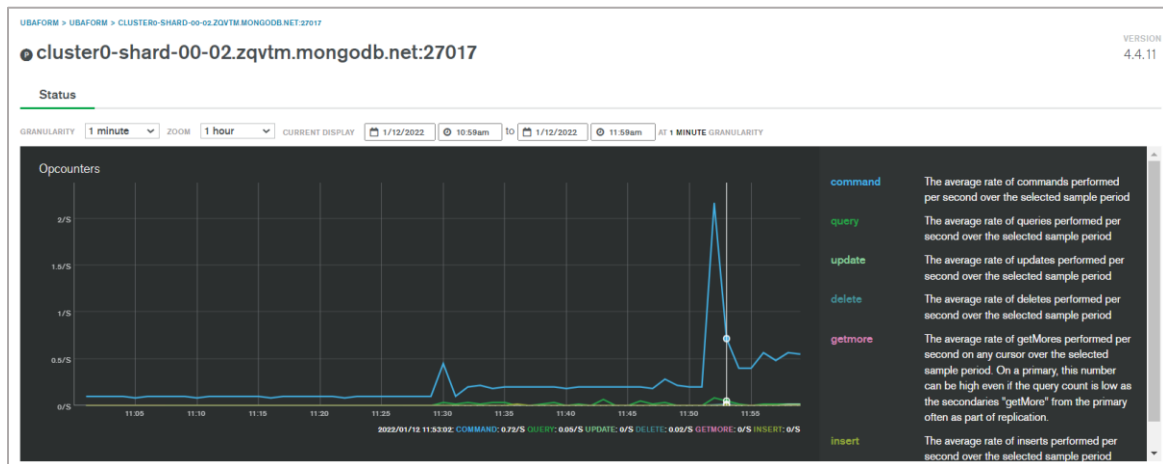 UBAFORM > UBAFORM > CLUSTER0-SHARD-00-02.ZQVTM.MONGODB.NET:27017
P cluster0-shard-00-02.zqvtm.mongodb.net:27017
VERSION
4.4.11
Status
GRANULARITY 1 minute ZOOM 1 hour CURRENT DISPLAY 1/12/2022 10:59am to 1/12/2022 11:59am AT 1 MINUTE GRANULARITY
Opcounters
2/S
1.5/S
1/S
0.5/S
0/S
11:05 11:10 11:15 11:20 11:25 11:30 11:35 11:40 11:45 11:50 11:55
2022/01/12 11:53:02: COMMAND: 0.72/S QUERY: 0.05/S UPDATE: 0/S DELETE: 0.02/S GETMORE: 0/S INSERT: 0/S
command The average rate of commands performed
per second over the selected sample period
query The average rate of queries performed per
second over the selected sample period
update The average rate of updates performed per
second over the selected sample period
delete The average rate of deletes performed per
second over the selected sample period
getmore The average rate of getMores performed per
second on any cursor over the selected
sample period. On a primary, this number
can be high even if the query count is low as
the secondaries "getMore" from the primary
often as part of replication.
insert The average rate of inserts performed per
second over the selected sample period